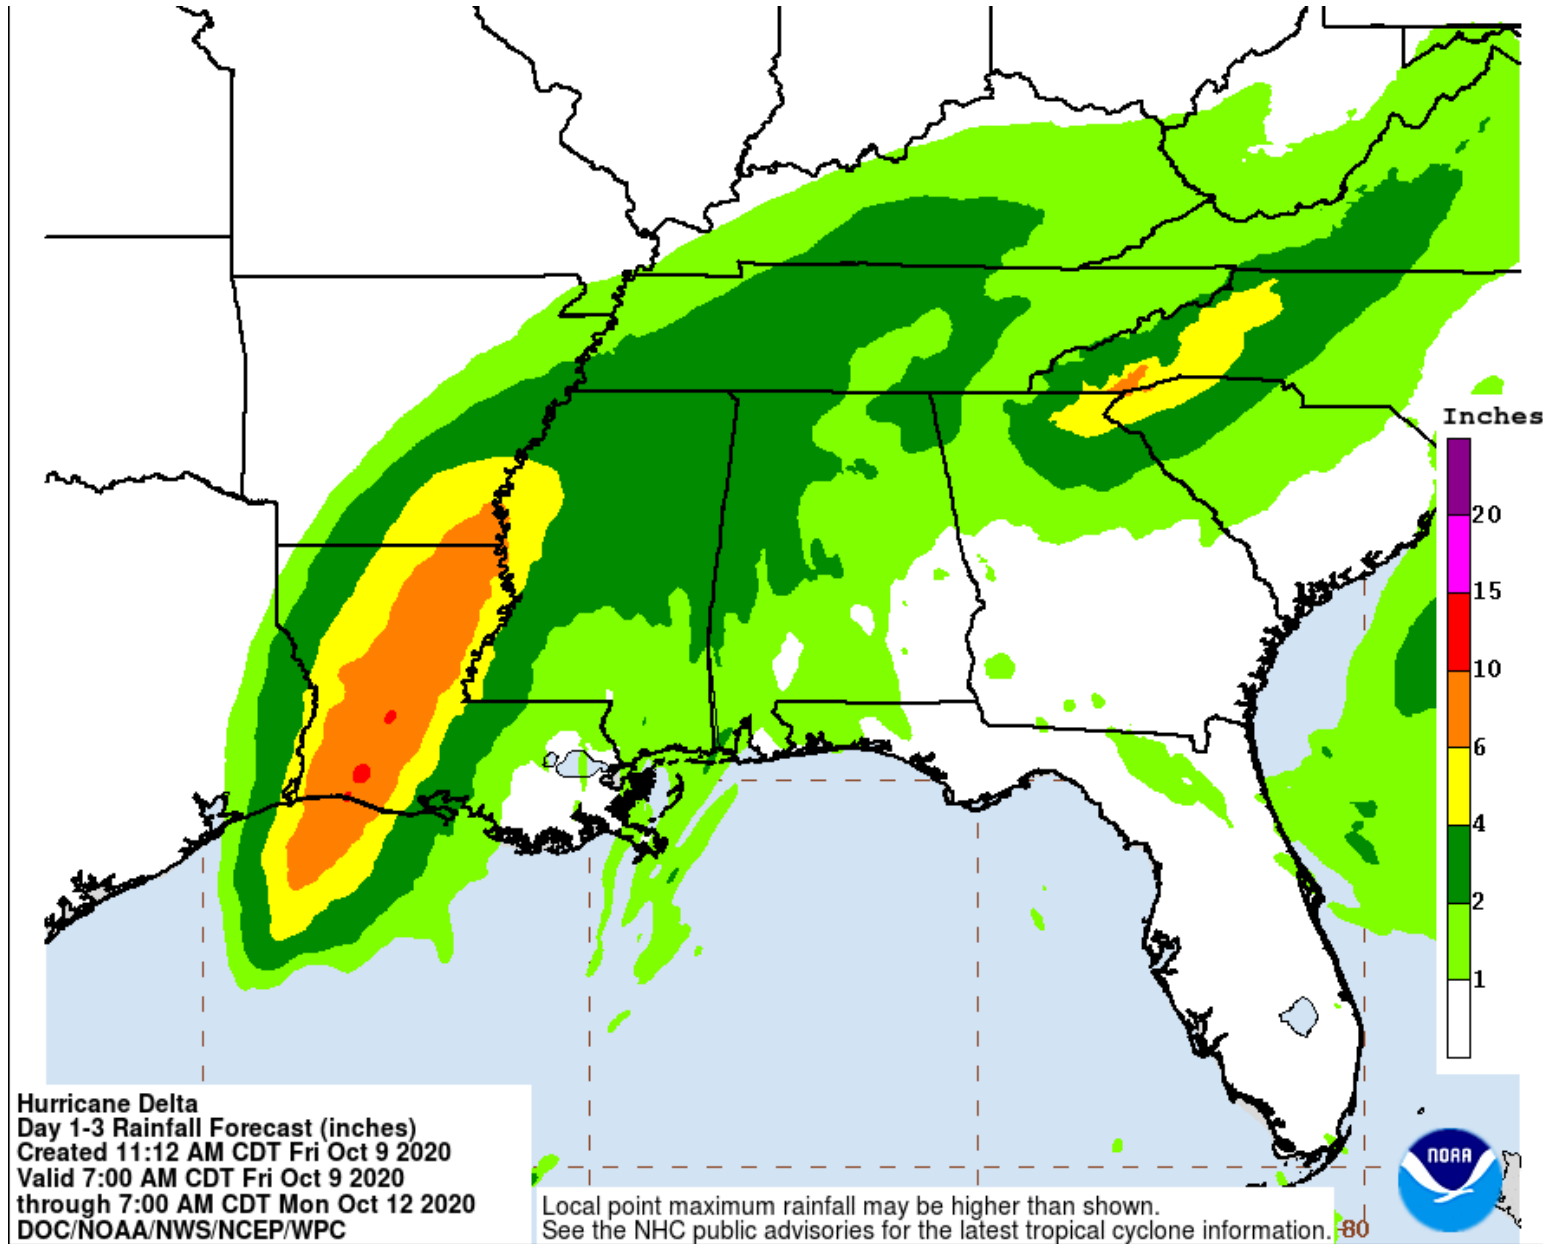 Inches
20
15
10
6
4
2
1
Hurricane Delta
Day 1-3 Rainfall Forecast (inches)
Created 11:12 AM CDT Fri Oct 9 2020
Valid 7:00 AM CDT Fri Oct 9 2020
through 7:00 AM CDT Mon Oct 12 2020
DOC/NOAA/NWS/NCEP/WPC
Local point maximum rainfall may be higher than shown.
See the NHC public advisories for the latest tropical cyclone information.
-80
NOAA